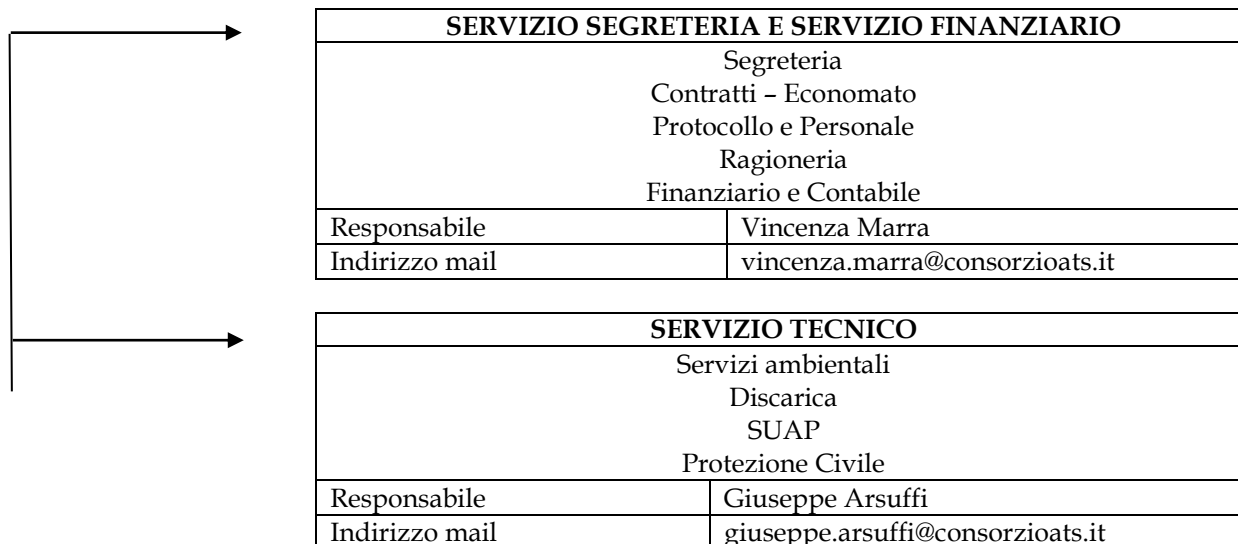 SERVIZIO SEGRETERIA E SERVIZIO FINANZIARIO
Segreteria
Contratti – Economato
Protocollo e Personale
Ragioneria
Finanziario e Contabile
Responsabile Vincenza Marra
Indirizzo mail vincenza.marra@consorzioats.it
SERVIZIO TECNICO
Servizi ambientali
Discarica
SUAP
Protezione Civile
Responsabile Giuseppe Arsuffi
Indirizzo mail giuseppe.arsuffi@consorzioats.it